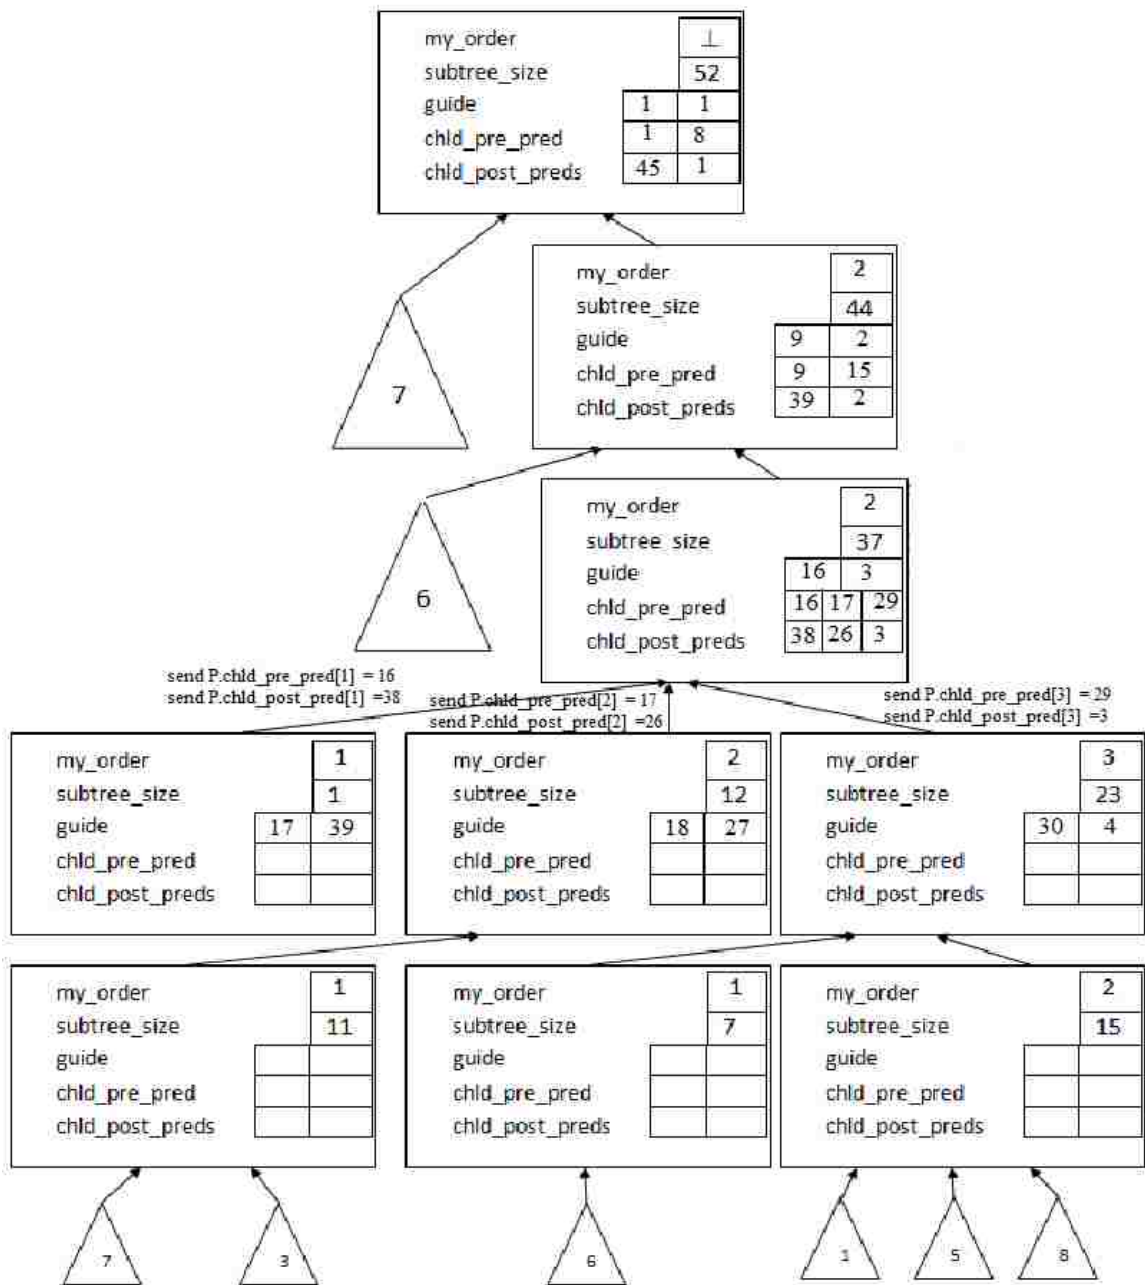 my_order ⊥
subtree_size 52
guide 1 1
chld_pre_pred 1 8
chld_post_preds 45 1
my_order 2
subtree_size 44
guide 9 2
chld_pre_pred 9 15
chld_post_preds 39 2
7
my_order 2
subtree_size 37
guide 16 3
chld_pre_pred 16 17 29
chld_post_preds 38 26 3
6
send P.chld_pre_pred[1] = 16
send P.chld_post_pred[1] =38
send P.chld_pre_pred[2] = 17
send P.chld_post_pred[2] =26
send P.chld_pre_pred[3] = 29
send P.chld_post_pred[3] =3
my_order 1
subtree_size 1
guide 17 39
chld_pre_pred
chld_post_preds
my_order 2
subtree_size 12
guide 18 27
chld_pre_pred
chld_post_preds
my_order 3
subtree_size 23
guide 30 4
chld_pre_pred
chld_post_preds
my_order 1
subtree_size 11
guide
chld_pre_pred
chld_post_preds
my_order 1
subtree_size 7
guide
chld_pre_pred
chld_post_preds
my_order 2
subtree_size 15
guide
chld_pre_pred
chld_post_preds
7
3
6
1
5
8